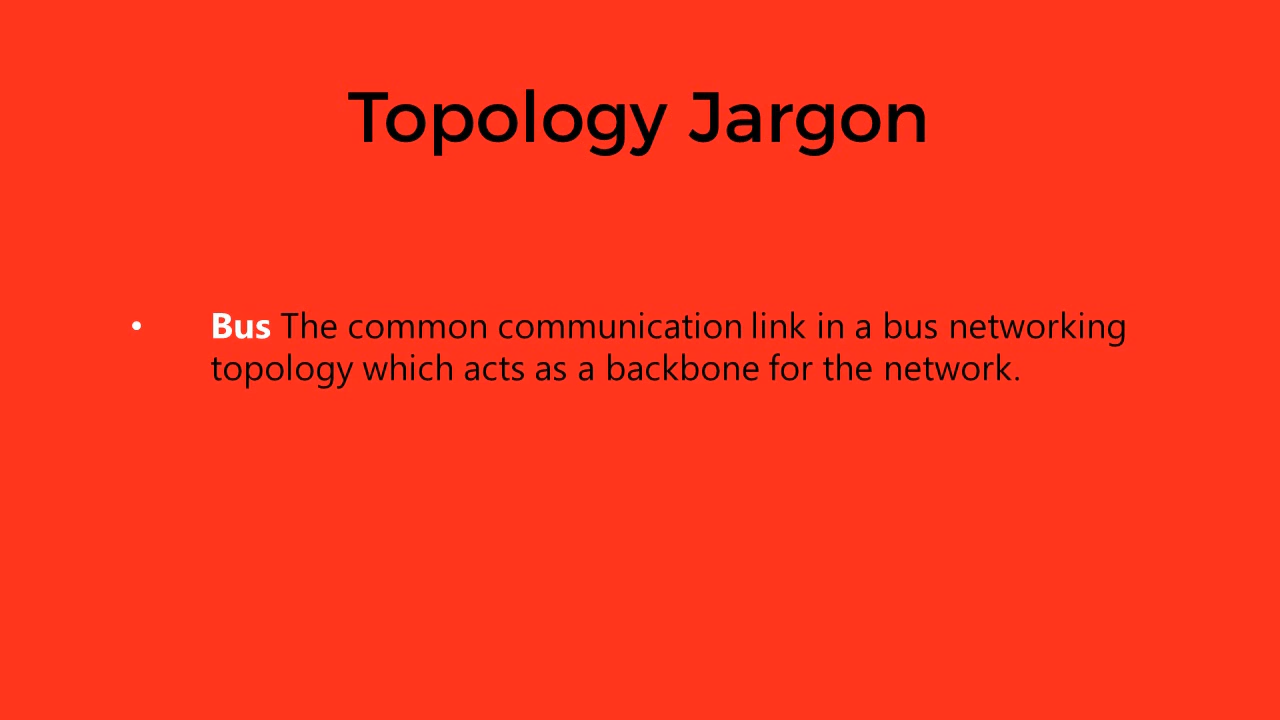 Topology Jargon
• Bus The common communication link in a bus networking
topology which acts as a backbone for the network.